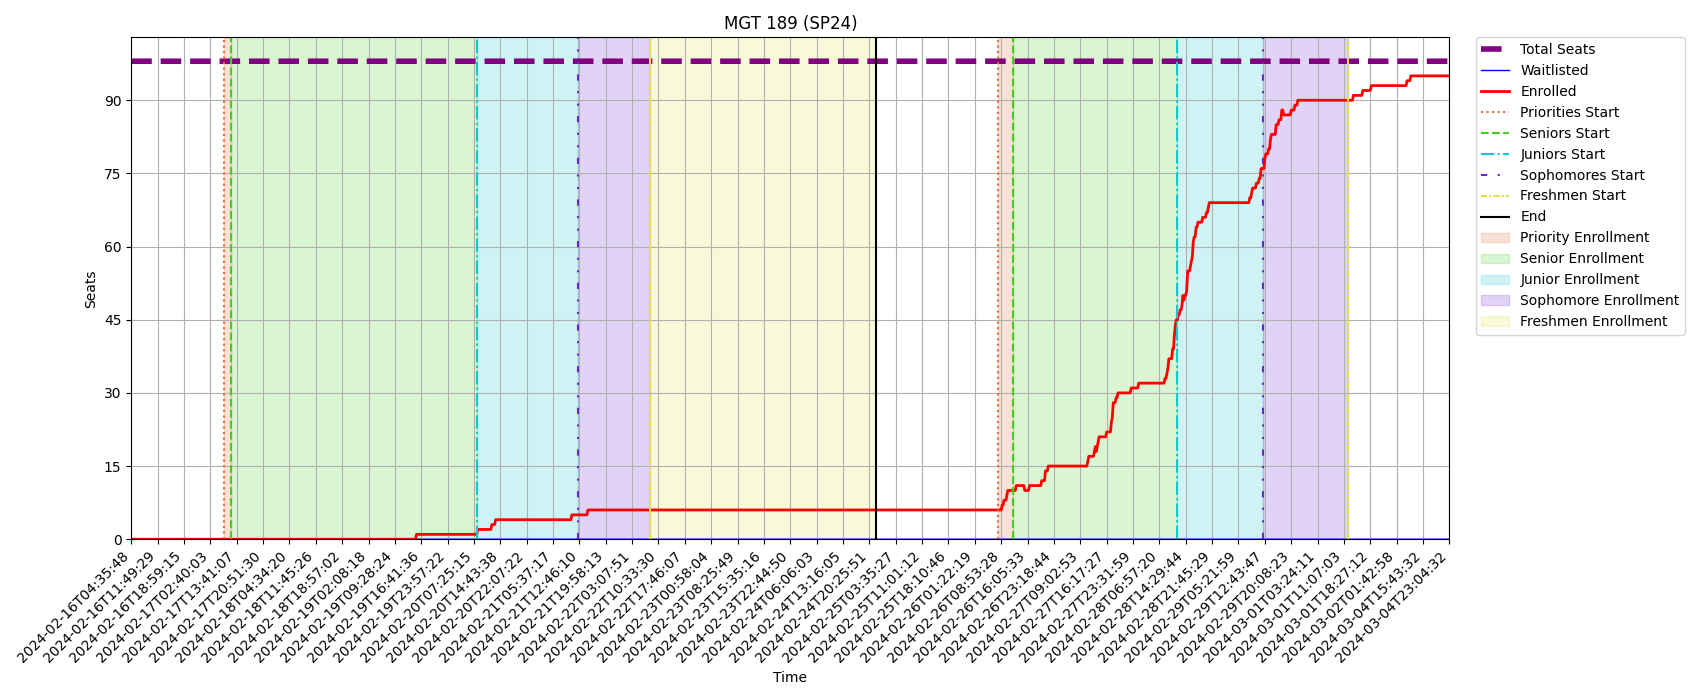 MGT 189 (SP24)
Seats
90
75
60
45
30
15
0
2024-02-16T04:35:48
2024-02-16T11:49:29
2024-02-16T18:59:15
2024-02-17T02:40:03
2024-02-17T13:41:07
2024-02-17T20:51:30
2024-02-18T04:34:20
2024-02-18T11:45:26
2024-02-18T18:57:02
2024-02-19T02:08:18
2024-02-19T09:28:24
2024-02-19T16:41:36
2024-02-19T23:57:22
2024-02-20T07:25:15
2024-02-20T14:43:38
2024-02-20T22:07:22
2024-02-21T05:37:17
2024-02-21T12:46:10
2024-02-21T19:58:13
2024-02-22T03:07:51
2024-02-22T10:33:30
2024-02-22T17:46:07
2024-02-23T00:58:04
2024-02-23T08:25:49
2024-02-23T15:35:16
2024-02-23T22:44:50
2024-02-24T06:06:03
2024-02-24T13:16:05
2024-02-24T20:25:51
2024-02-25T03:35:27
2024-02-25T11:01:12
2024-02-25T18:10:46
2024-02-26T01:22:19
2024-02-26T08:53:28
2024-02-26T16:05:33
2024-02-26T23:18:44
2024-02-27T09:02:53
2024-02-27T16:17:27
2024-02-27T23:31:59
2024-02-28T06:57:20
2024-02-28T14:29:44
2024-02-28T21:45:29
2024-02-29T05:21:59
2024-02-29T12:43:47
2024-02-29T20:08:23
2024-03-01T03:24:11
2024-03-01T11:07:03
2024-03-01T18:27:12
2024-03-02T01:42:58
2024-03-04T15:43:32
2024-03-04T23:04:32
Time
Total Seats
Waitlisted
Enrolled
Priorities Start
Seniors Start
Juniors Start
Sophomores Start
Freshmen Start
End
Priority Enrollment
Senior Enrollment
Junior Enrollment
Sophomore Enrollment
Freshmen Enrollment